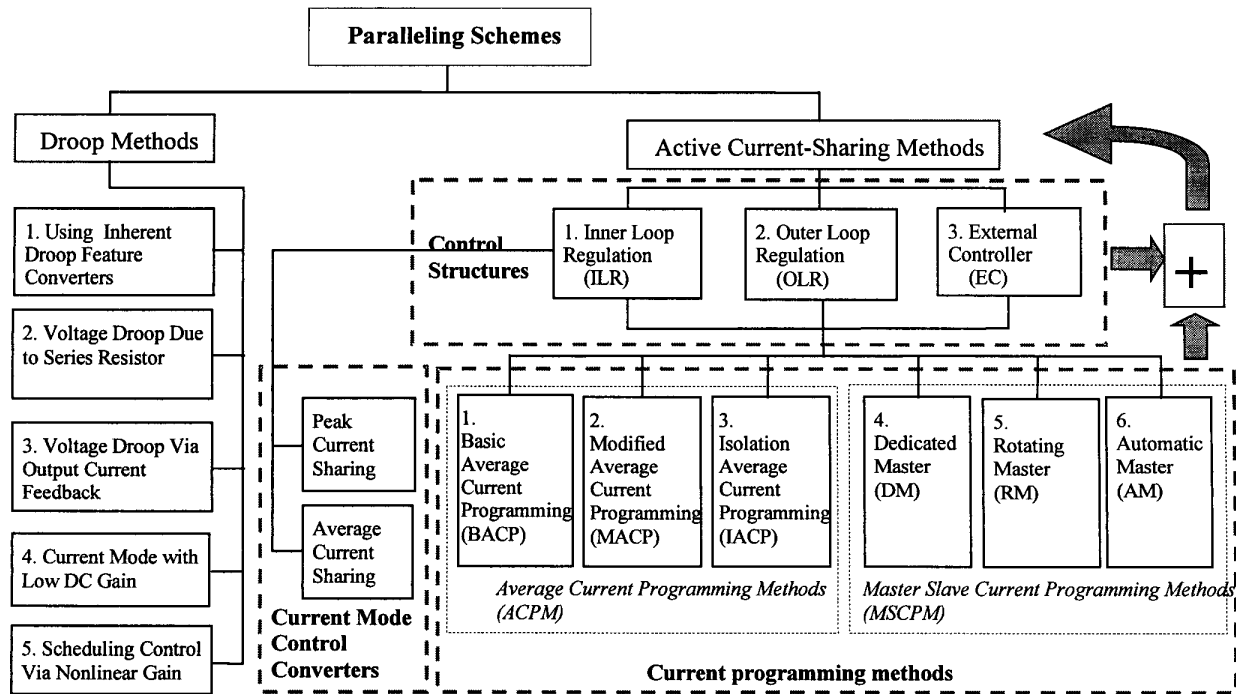 Paralleling Schemes
Droop Methods
1. Using Inherent
Droop Feature
Converters
2. Voltage Droop Due
to Series Resistor
3. Voltage Droop Via
Output Current
Feedback
4. Current Mode with
Low DC Gain
5. Scheduling Control
Via Nonlinear Gain
Active Current-Sharing Methods
Control
Structures
1. Inner Loop
Regulation
(ILR)
2. Outer Loop
Regulation
(OLR)
3. External
Controller
(EC)
+
Peak
Current
Sharing
Average
Current
Sharing
Current Mode
Control
Converters
1.
Basic
Average
Current
Programming
(BACP)
2.
Modified
Average
Current
Programming
(MACP)
3.
Isolation
Average
Current
Programming
(IACP)
Average Current Programming Methods
(ACPM)
4.
Dedicated
Master
(DM)
5.
Rotating
Master
(RM)
6.
Automatic
Master
(AM)
Master Slave Current Programming Methods
(MSCPM)
Current programming methods